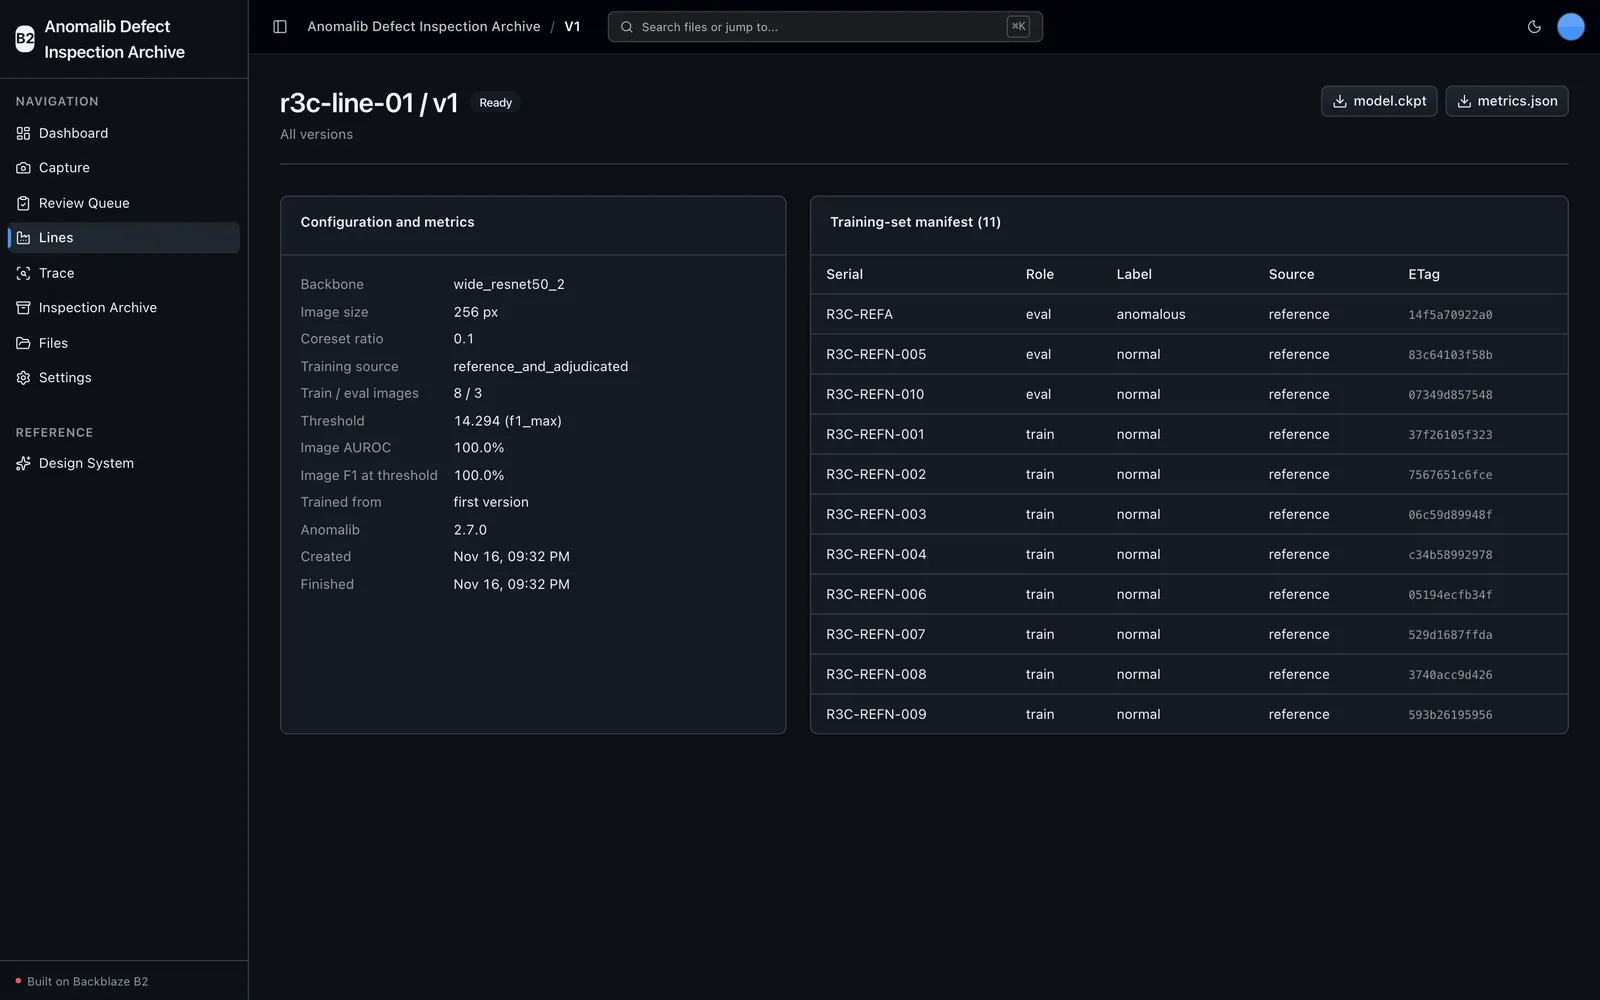 B2
Anomalib Defect
Inspection Archive
NAVIGATION
Dashboard
Capture
Review Queue
Lines
Trace
Inspection Archive
Files
Settings
REFERENCE
Design System
Built on Backblaze B2
Anomalib Defect Inspection Archive / V1
Search files or jump to...
⌘K
r3c-line-01 / v1 Ready
All versions
model.ckpt
metrics.json
Configuration and metrics
Backbone wide_resnet50_2
Image size 256 px
Coreset ratio 0.1
Training source reference_and_adjudicated
Train / eval images 8 / 3
Threshold 14.294 (f1_max)
Image AUROC 100.0%
Image F1 at threshold 100.0%
Trained from first version
Anomalib 2.7.0
Created Nov 16, 09:32 PM
Finished Nov 16, 09:32 PM
Training-set manifest (11)
Serial Role Label Source ETag
R3C-REFA eval anomalous reference 14f5a70922a0
R3C-REFN-005 eval normal reference 83c64103f58b
R3C-REFN-010 eval normal reference 07349d857548
R3C-REFN-001 train normal reference 37f26105f323
R3C-REFN-002 train normal reference 7567651c6fce
R3C-REFN-003 train normal reference 06c59d89948f
R3C-REFN-004 train normal reference c34b58992978
R3C-REFN-006 train normal reference 05194ecfb34f
R3C-REFN-007 train normal reference 529d1687ffda
R3C-REFN-008 train normal reference 3740acc9d426
R3C-REFN-009 train normal reference 593b26195956